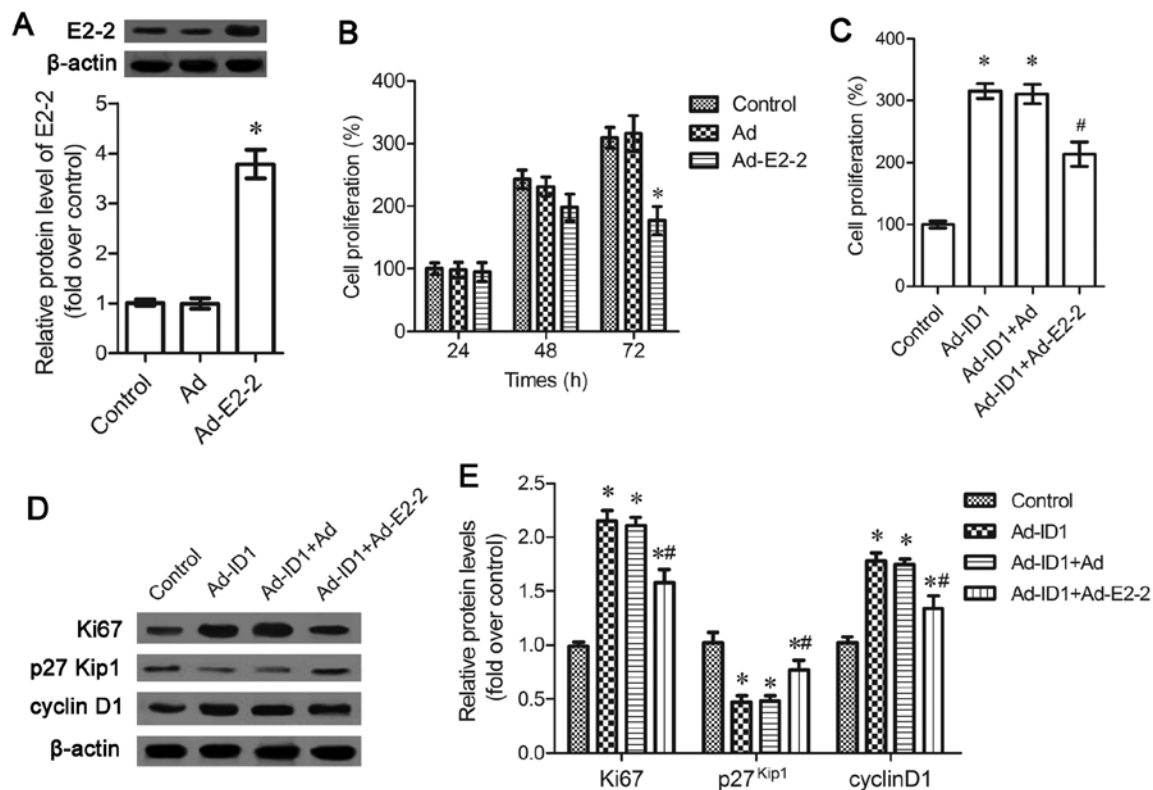 A
E2-2
β-actin
Relative protein level of E2-2
(fold over control)
5
4
3
2
1
0
*
Control
Ad
Ad-E2-2
B
Cell proliferation (%)
400
300
200
100
0
*
24
48
72
Times (h)
Control
Ad
Ad-E2-2
C
Cell proliferation (%)
400
300
200
100
0
*
*
#
Control
Ad-ID1
Ad-ID1+Ad
Ad-ID1+Ad-E2-2
D
Control
Ad-ID1
Ad-ID1+Ad
Ad-ID1+Ad-E2-2
Ki67
p27 Kip1
cyclin D1
β-actin
E
Relative protein levels
(fold over control)
2.5
2.0
1.5
1.0
0.5
0.0
*
*
*#
*
*
*#
*
*
*#
Ki67
p27Kip1
cyclinD1
Control
Ad-ID1
Ad-ID1+Ad
Ad-ID1+Ad-E2-2